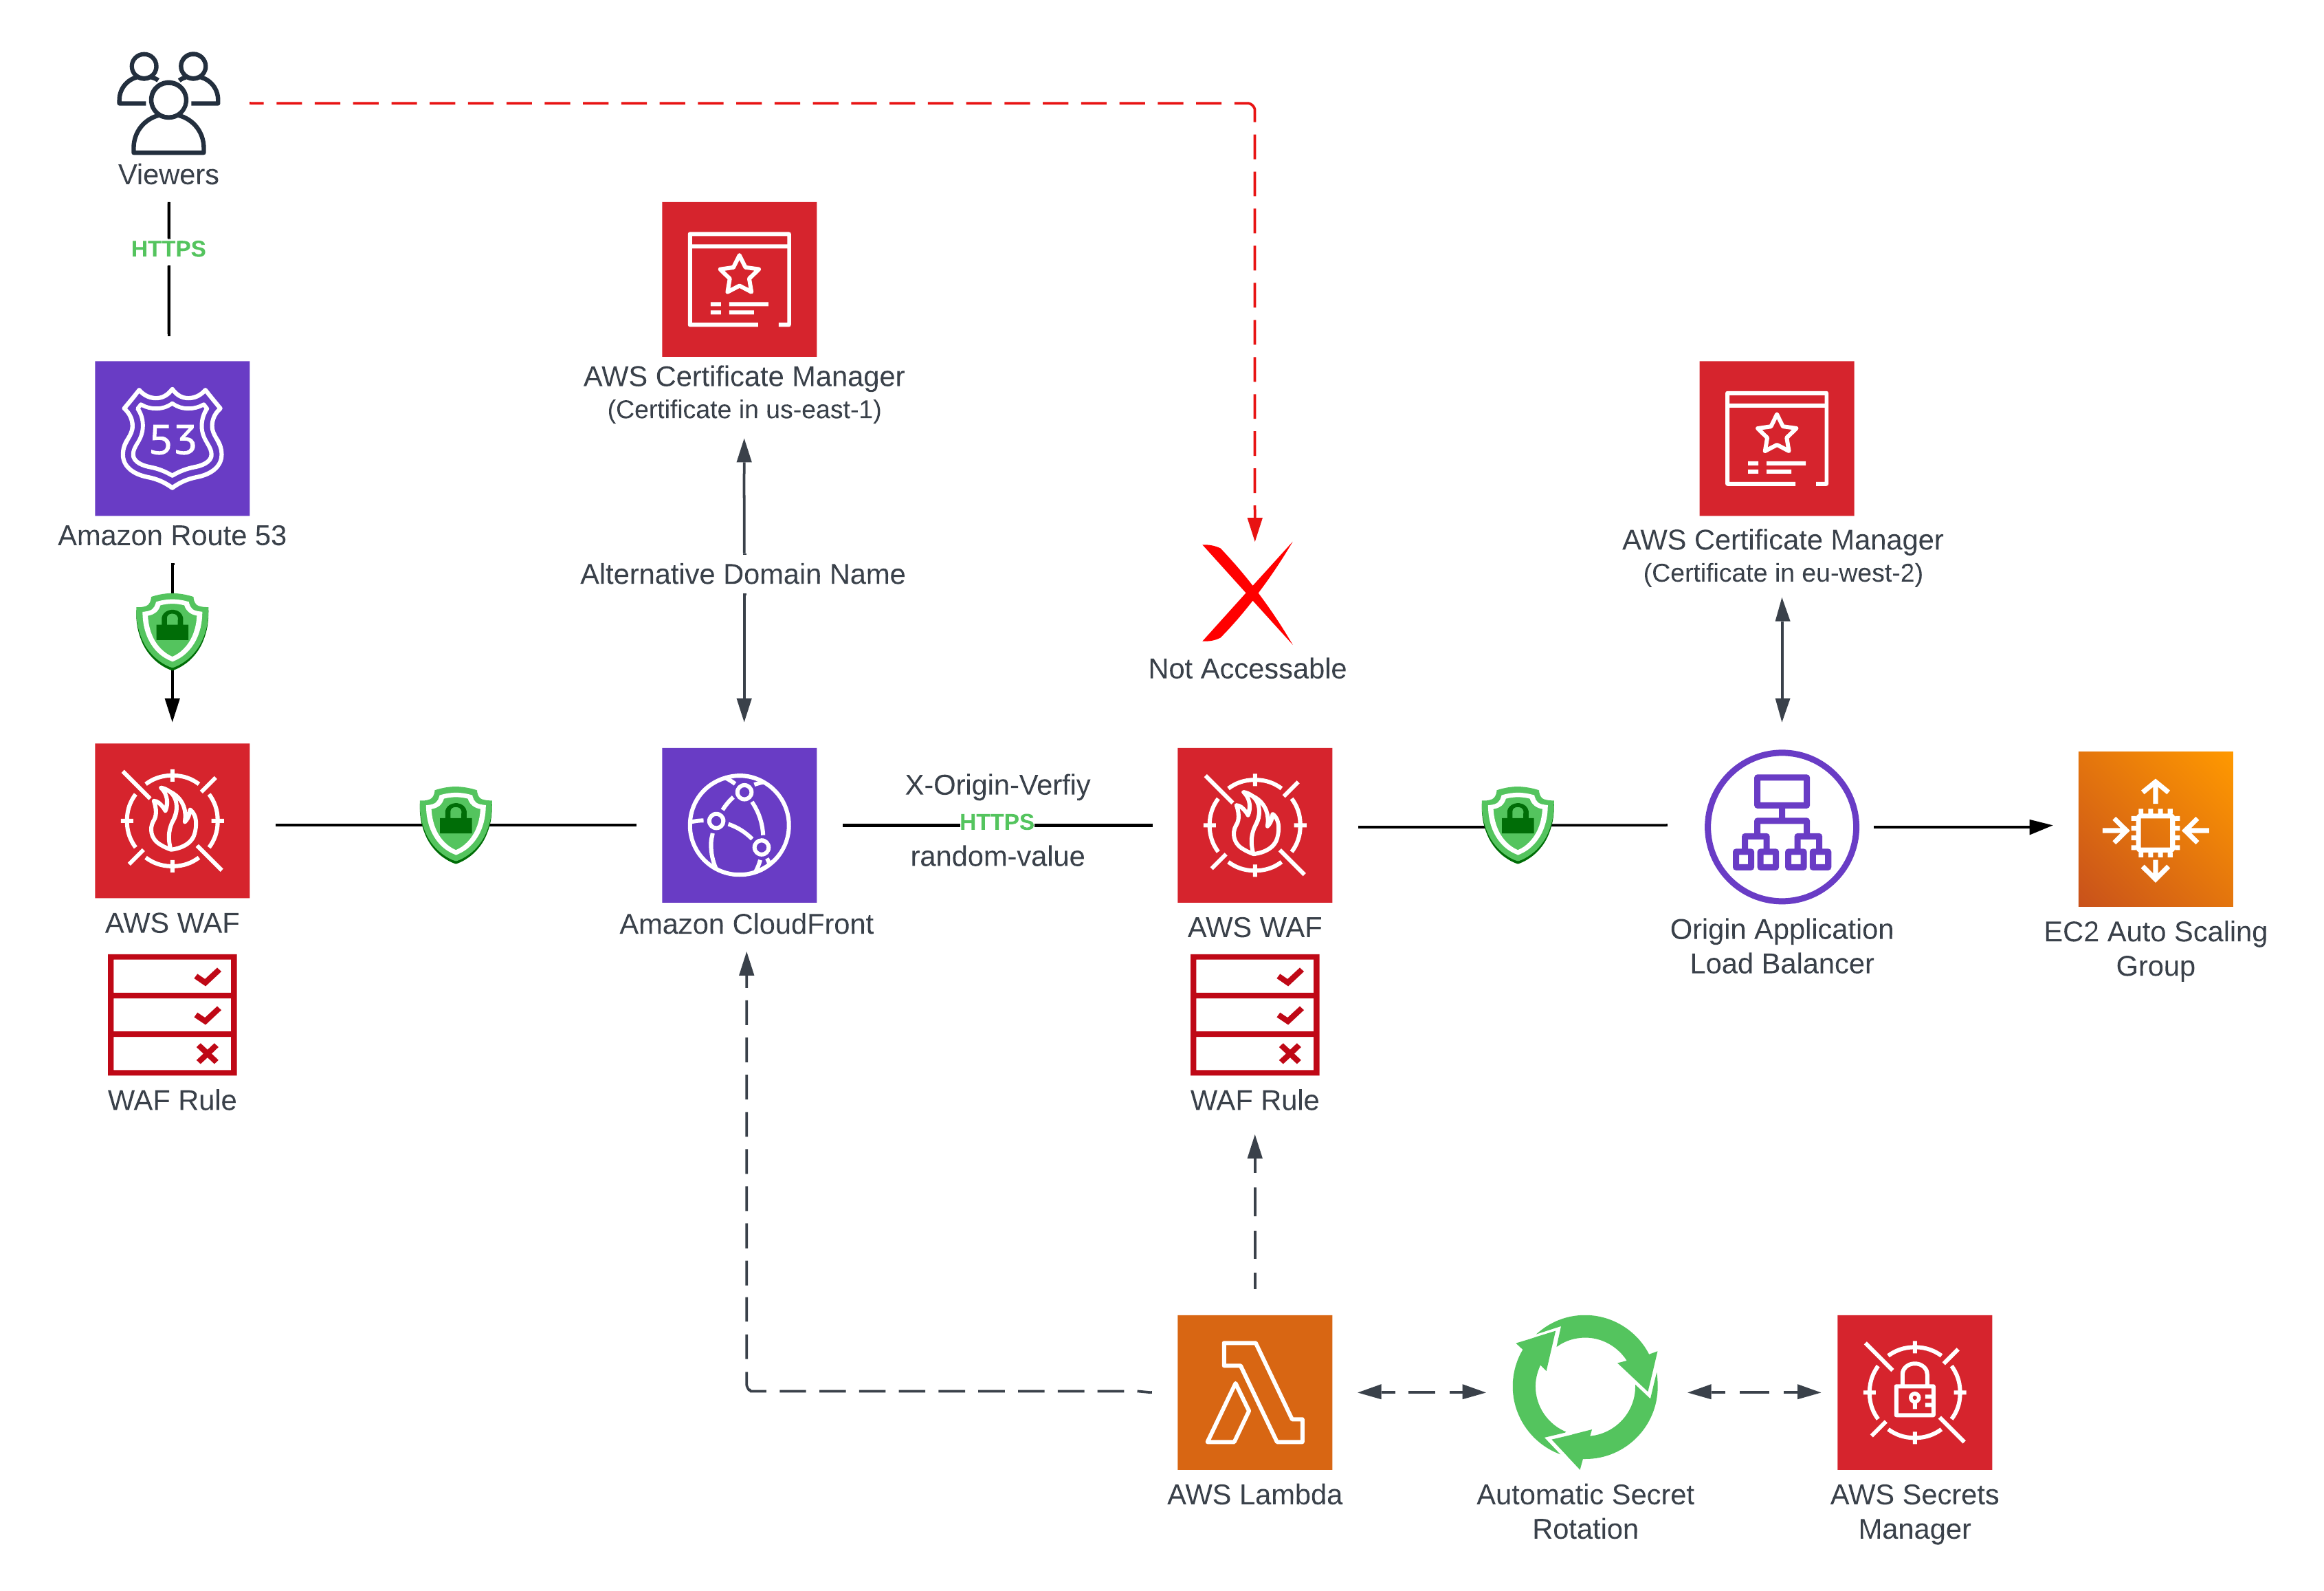 Viewers
HTTPS
53
Amazon Route 53
AWS Certificate Manager
(Certificate in us-east-1)
Alternative Domain Name
Not Accessable
AWS Certificate Manager
(Certificate in eu-west-2)
AWS WAF
WAF Rule
Amazon CloudFront
X-Origin-Verfiy
HTTPS
random-value
AWS WAF
WAF Rule
Origin Application
Load Balancer
EC2 Auto Scaling
Group
AWS Lambda
Automatic Secret
Rotation
AWS Secrets
Manager